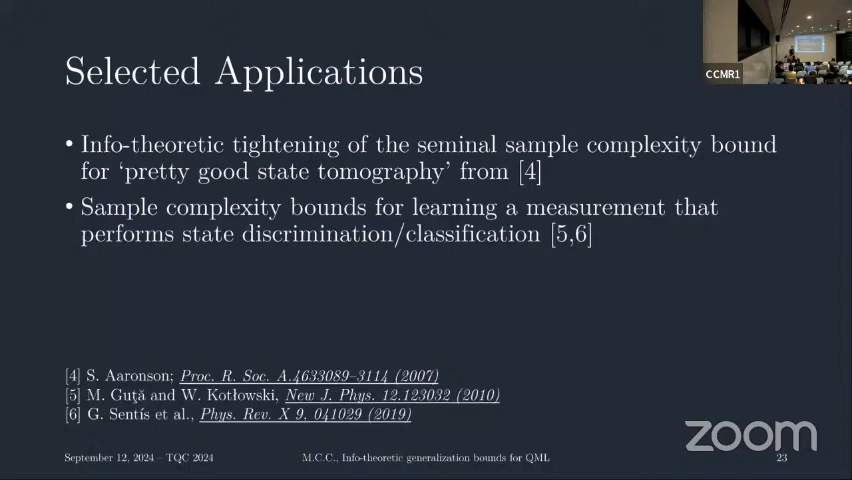 Selected Applications
CCMR1
• Info-theoretic tightening of the seminal sample complexity bound
for ‘pretty good state tomography’ from [4]
• Sample complexity bounds for learning a measurement that
performs state discrimination/classification [5,6]
[4] S. Aaronson; Proc. R. Soc. A.4633089–3114 (2007)
[5] M. Guţă and W. Kotłowski, New J. Phys. 12.123032 (2010)
[6] G. Sentís et al., Phys. Rev. X 9, 041029 (2019)
zoom
September 12, 2024 – TQC 2024 M.C.C., Info-theoretic generalization bounds for QML 23